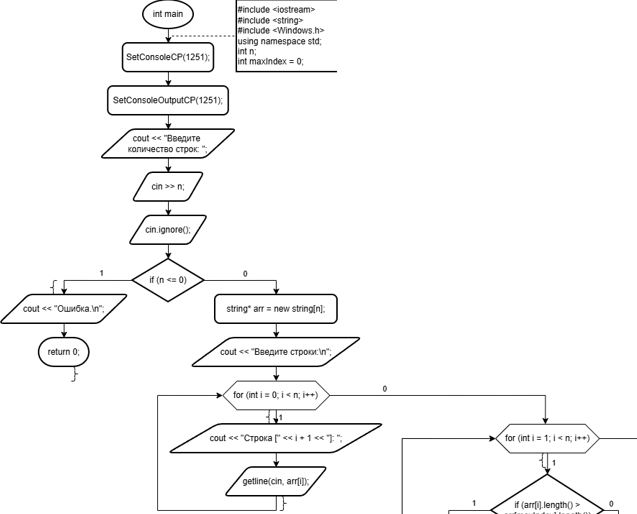 int main
#include <iostream>
#include <string>
#include <Windows.h>
using namespace std;
int n;
int maxIndex = 0;
SetConsoleCP(1251);
SetConsoleOutputCP(1251);
cout << "Введите
количество строк: ";
cin >> n;
cin.ignore();
if (n <= 0)
1
0
cout << "Ошибка.\n";
return 0;
string* arr = new string[n];
cout << "Введите строки:\n";
for (int i = 0; i < n; i++)
0
1
cout << "Строка [" << i + 1 << "]: ";
getline(cin, arr[i]);
for (int i = 1; i < n; i++)
1
if (arr[i].length() >
1
0